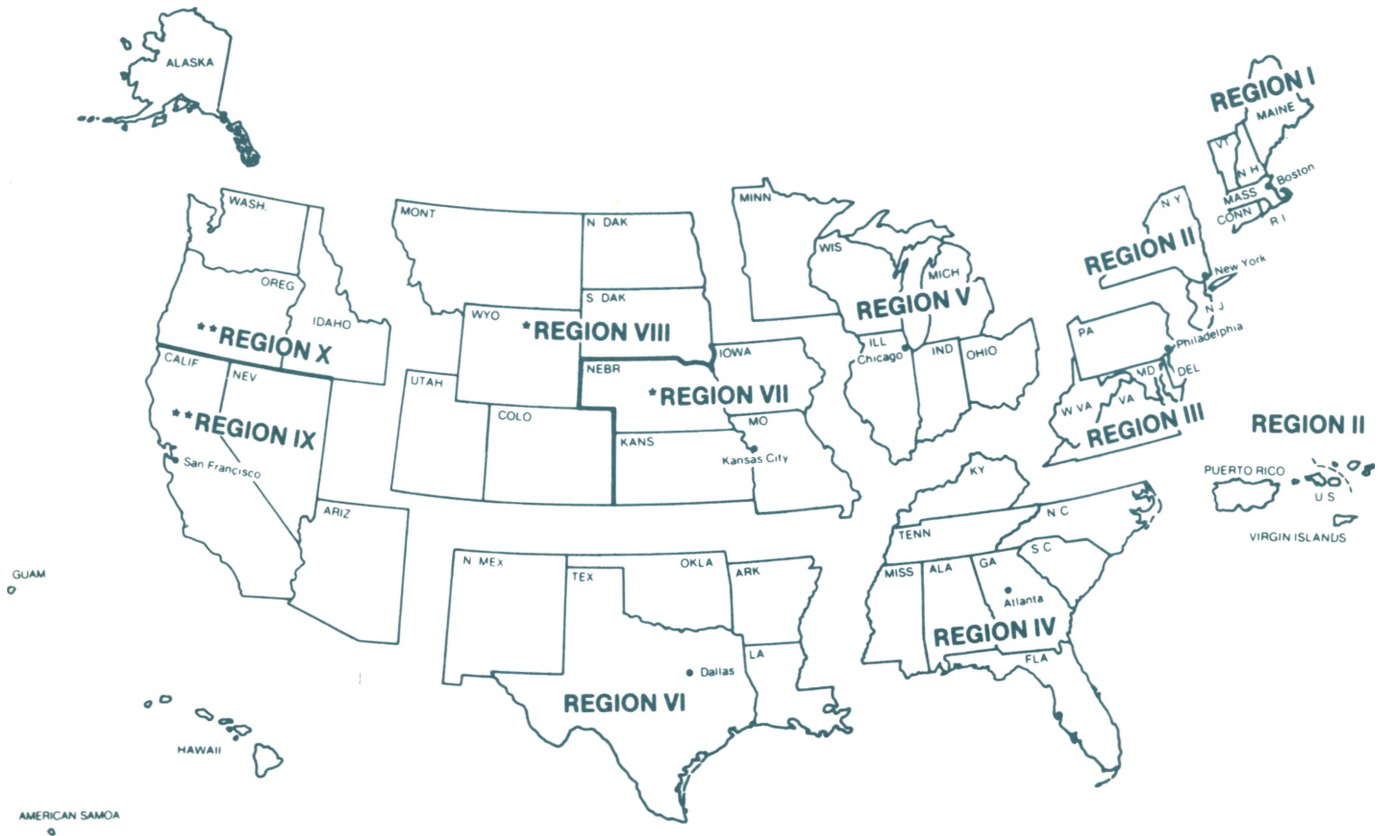 ALASKA
REGION I
MAINE
VT
N H
Boston
MASS
CONN
R I
N Y
REGION II
New York
N J
WASH.
OREG
IDAHO
**REGION X
MONT
N DAK
S DAK
WYO
*REGION VIII
UTAH
COLO
MINN
WIS
MICH
REGION V
ILL
Chicago
IND
OHIO
PA
Philadelphia
MD
DEL
W VA
VA
REGION III
CALIF
NEV
**REGION IX
San Francisco
ARIZ
NEBR
IOWA
*REGION VII
KANS
MO
Kansas City
REGION II
PUERTO RICO
U S
VIRGIN ISLANDS
KY
TENN
N C
S C
MISS
ALA
GA
Atlanta
REGION IV
FLA
N MEX
TEX
OKLA
ARK
LA
Dallas
REGION VI
GUAM
HAWAII
AMERICAN SAMOA